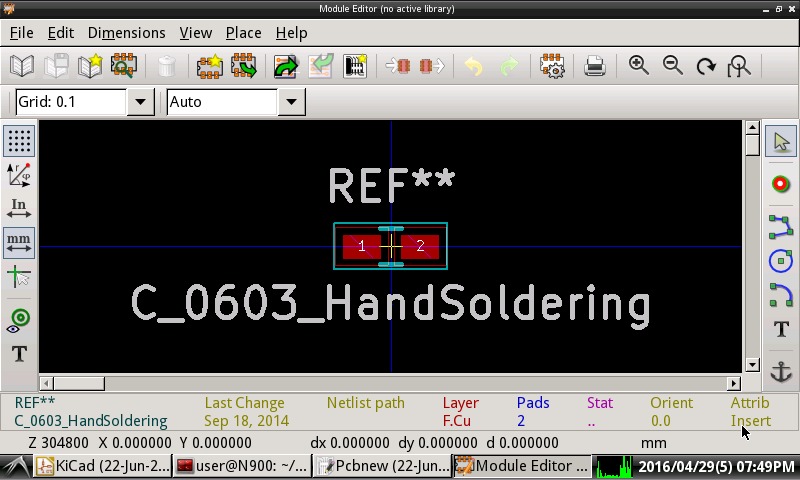 Module Editor (no active library)
File Edit Dimensions View Place Help
Grid: 0.1 Auto
In
mm
T
T
REF**
1 2
C_0603_HandSoldering
REF** Last Change Netlist path Layer Pads Stat Orient Attrib
C_0603_HandSoldering Sep 18, 2014 F.Cu 2 .. 0.0 Insert
Z 304800 X 0.000000 Y 0.000000 dx 0.000000 dy 0.000000 d 0.000000 mm
KiCad (22-Jun-2... user@N900: ~/... Pcbnew (22-Jun... Module Editor ... 2016/04/29(5) 07:49PM